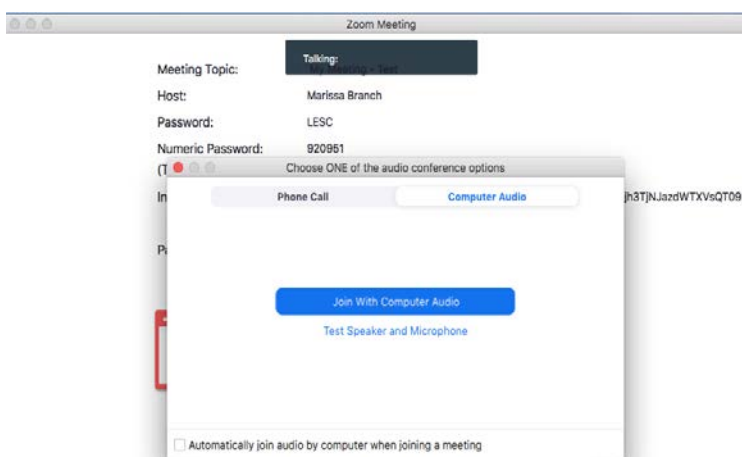 Zoom Meeting
Talking:
Meeting Topic: My Meeting - Test
Host: Marissa Branch
Password: LESC
Numeric Password: 920951
(T
Choose ONE of the audio conference options
In
Phone Call Computer Audio
jh3TjNJazdWTXVsQT09
Pa
Join With Computer Audio
Test Speaker and Microphone
Automatically join audio by computer when joining a meeting